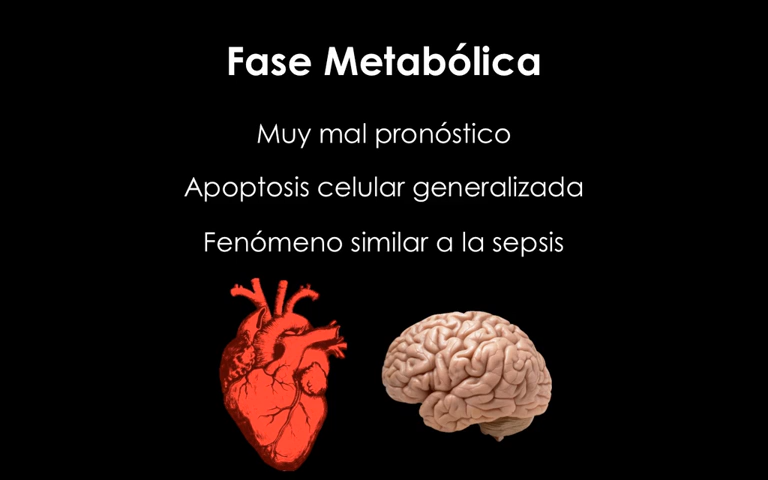 Fase Metabólica
Muy mal pronóstico
Apoptosis celular generalizada
Fenómeno similar a la sepsis